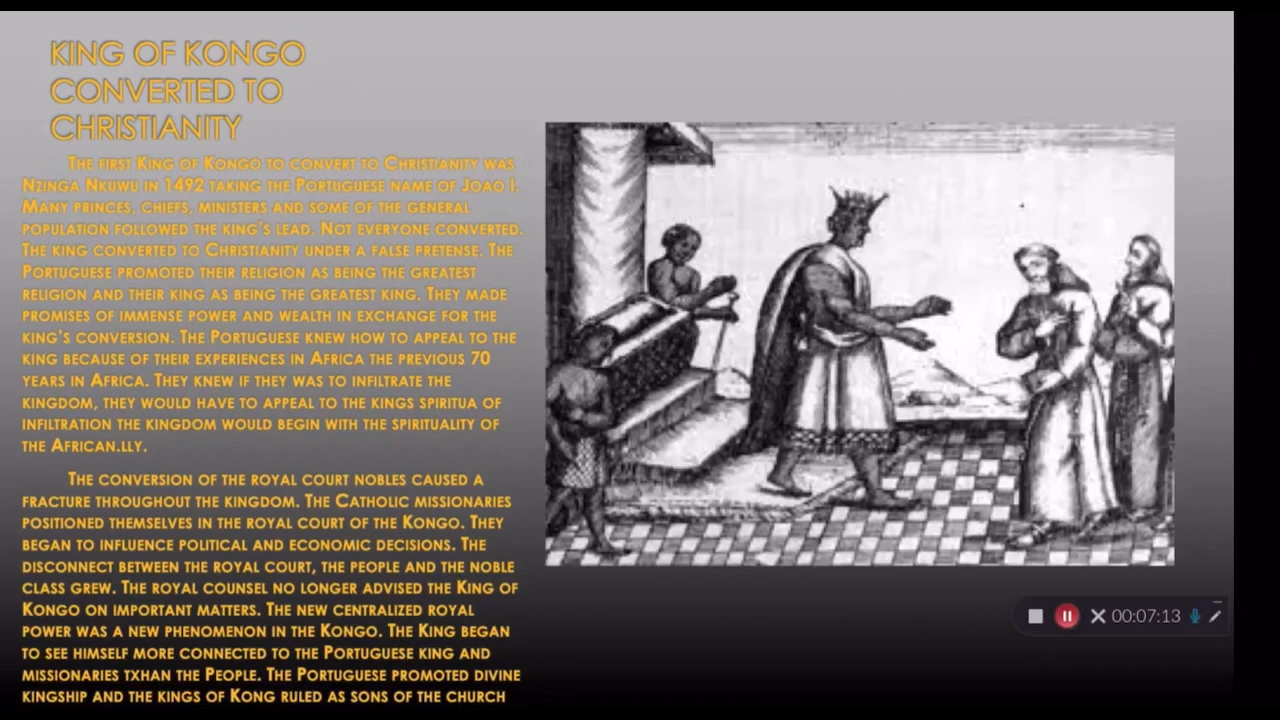 KING OF KONGO
CONVERTED TO
CHRISTIANITY
THE FIRST KING OF KONGO TO CONVERT TO CHRISTIANITY WAS
NZINGA NKUWU IN 1492 TAKING THE PORTUGUESE NAME OF JOAO I.
MANY PRINCES, CHIEFS, MINISTERS AND SOME OF THE GENERAL
POPULATION FOLLOWED THE KING'S LEAD. NOT EVERYONE CONVERTED.
THE KING CONVERTED TO CHRISTIANITY UNDER A FALSE PRETENSE. THE
PORTUGUESE PROMOTED THEIR RELIGION AS BEING THE GREATEST
RELIGION AND THEIR KING AS BEING THE GREATEST KING. THEY MADE
PROMISES OF IMMENSE POWER AND WEALTH IN EXCHANGE FOR THE
KING'S CONVERSION. THE PORTUGUESE KNEW HOW TO APPEAL TO THE
KING BECAUSE OF THEIR EXPERIENCES IN AFRICA THE PREVIOUS 70
YEARS IN AFRICA. THEY KNEW IF THEY WAS TO INFILTRATE THE
KINGDOM, THEY WOULD HAVE TO APPEAL TO THE KINGS SPIRITUA OF
INFILTRATION THE KINGDOM WOULD BEGIN WITH THE SPIRITUALITY OF
THE AFRICAN.LLY.
THE CONVERSION OF THE ROYAL COURT NOBLES CAUSED A
FRACTURE THROUGHOUT THE KINGDOM. THE CATHOLIC MISSIONARIES
POSITIONED THEMSELVES IN THE ROYAL COURT OF THE KONGO. THEY
BEGAN TO INFLUENCE POLITICAL AND ECONOMIC DECISIONS. THE
DISCONNECT BETWEEN THE ROYAL COURT, THE PEOPLE AND THE NOBLE
CLASS GREW. THE ROYAL COUNSEL NO LONGER ADVISED THE KING OF
KONGO ON IMPORTANT MATTERS. THE NEW CENTRALIZED ROYAL
POWER WAS A NEW PHENOMENON IN THE KONGO. THE KING BEGAN
TO SEE HIMSELF MORE CONNECTED TO THE PORTUGUESE KING AND
MISSIONARIES TXHAN THE PEOPLE. THE PORTUGUESE PROMOTED DIVINE
KINGSHIP AND THE KINGS OF KONG RULED AS SONS OF THE CHURCH
00:07:13